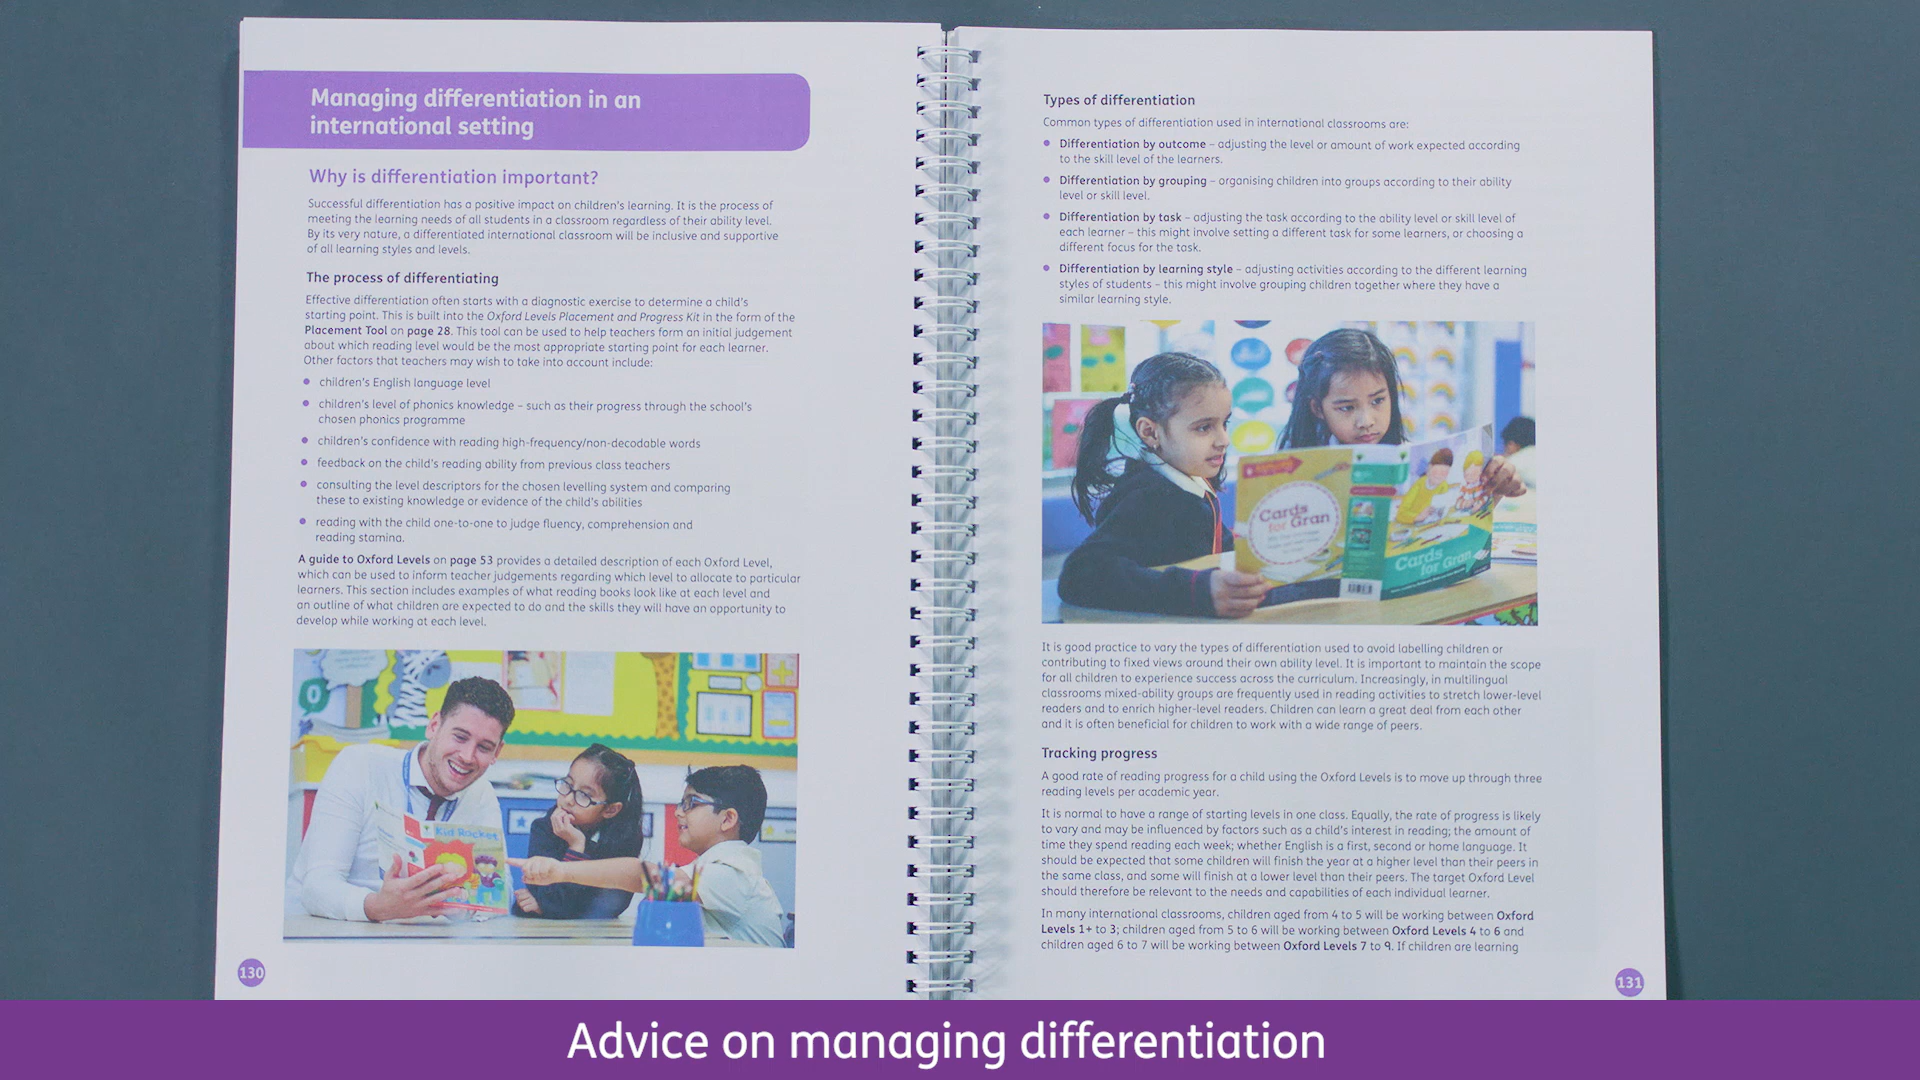 Managing differentiation in an
international setting
Why is differentiation important?
Successful differentiation has a positive impact on children's learning. It is the process of
meeting the learning needs of all students in a classroom regardless of their ability level.
By its very nature, a differentiated international classroom will be inclusive and supportive
of all learning styles and levels.
The process of differentiating
Effective differentiation often starts with a diagnostic exercise to determine a child's
starting point. This is built into the Oxford Levels Placement and Progress Kit in the form of the
Placement Tool on page 28. This tool can be used to help teachers form an initial judgement
about which reading level would be the most appropriate starting point for each learner.
Other factors that teachers may wish to take into account include:
• children's English language level
• children's level of phonics knowledge – such as their progress through the school's
chosen phonics programme
• children's confidence with reading high-frequency/non-decodable words
• feedback on the child's reading ability from previous class teachers
• consulting the level descriptors for the chosen levelling system and comparing
these to existing knowledge or evidence of the child's abilities
• reading with the child one-to-one to judge fluency, comprehension and
reading stamina.
A guide to Oxford Levels on page 53 provides a detailed description of each Oxford Level,
which can be used to inform teacher judgements regarding which level to allocate to particular
learners. This section includes examples of what reading books look like at each level and
an outline of what children are expected to do and the skills they will have an opportunity to
develop while working at each level.
Kid Rocket
130
Types of differentiation
Common types of differentiation used in international classrooms are:
• Differentiation by outcome – adjusting the level or amount of work expected according
to the skill level of the learners.
• Differentiation by grouping – organising children into groups according to their ability
level or skill level.
• Differentiation by task – adjusting the task according to the ability level or skill level of
each learner – this might involve setting a different task for some learners, or choosing a
different focus for the task.
• Differentiation by learning style – adjusting activities according to the different learning
styles of students – this might involve grouping children together where they have a
similar learning style.
Cards
for Gran
Cards
for Gran
It is good practice to vary the types of differentiation used to avoid labelling children or
contributing to fixed views around their own ability level. It is important to maintain the scope
for all children to experience success across the curriculum. Increasingly, in multilingual
classrooms mixed-ability groups are frequently used in reading activities to stretch lower-level
readers and to enrich higher-level readers. Children can learn a great deal from each other
and it is often beneficial for children to work with a wide range of peers.
Tracking progress
A good rate of reading progress for a child using the Oxford Levels is to move up through three
reading levels per academic year.
It is normal to have a range of starting levels in one class. Equally, the rate of progress is likely
to vary and may be influenced by factors such as a child's interest in reading; the amount of
time they spend reading each week; whether English is a first, second or home language. It
should be expected that some children will finish the year at a higher level than their peers in
the same class, and some will finish at a lower level than their peers. The target Oxford Level
should therefore be relevant to the needs and capabilities of each individual learner.
In many international classrooms, children aged from 4 to 5 will be working between Oxford
Levels 1+ to 3; children aged from 5 to 6 will be working between Oxford Levels 4 to 6 and
children aged 6 to 7 will be working between Oxford Levels 7 to 9. If children are learning
131
Advice on managing differentiation